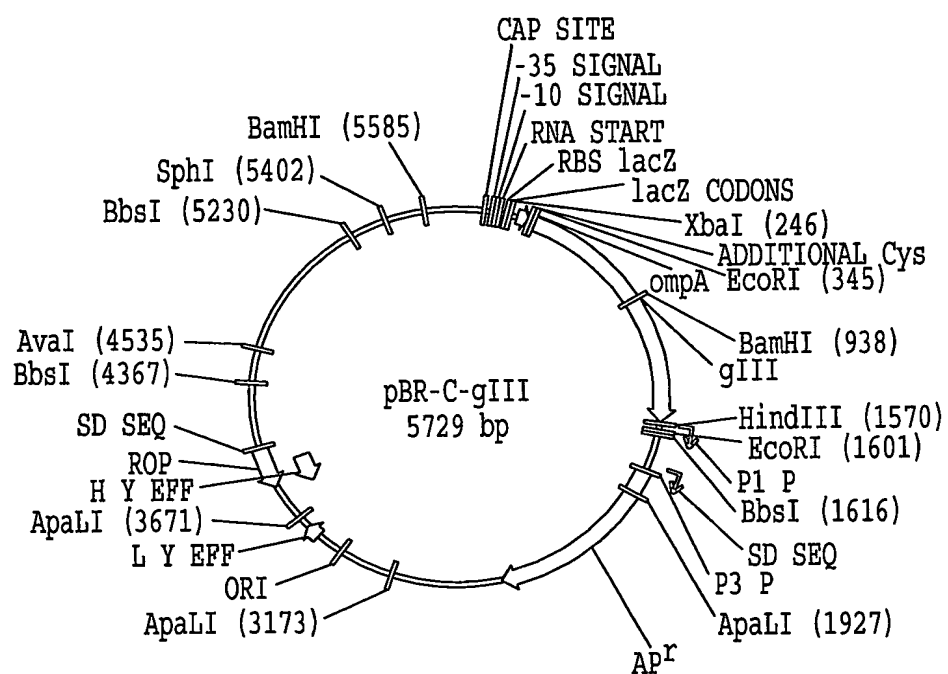 CAP SITE
-35 SIGNAL
-10 SIGNAL
RNA START
RBS lacZ
lacZ CODONS
XbaI (246)
ADDITIONAL Cys
ompA EcoRI (345)
BamHI (938)
gIII
HindIII (1570)
EcoRI (1601)
P1 P
BbsI (1616)
SD SEQ
P3 P
ApaLI (1927)
APr
ApaLI (3173)
ORI
L Y EFF
ApaLI (3671)
H Y EFF
ROP
SD SEQ
BbsI (4367)
AvaI (4535)
BbsI (5230)
SphI (5402)
BamHI (5585)
pBR-C-gIII
5729 bp